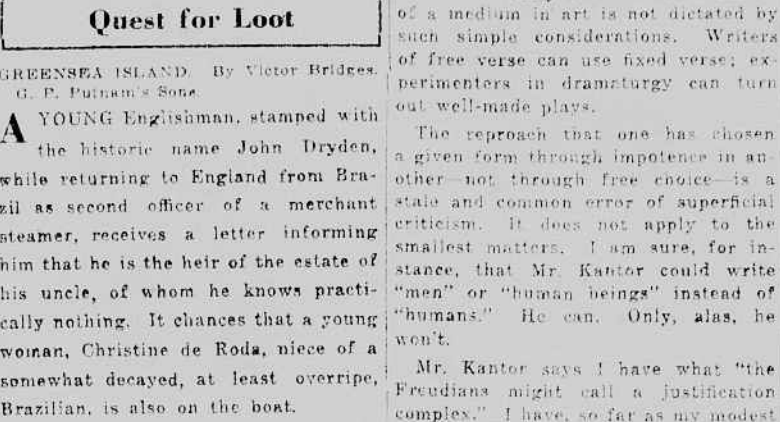 Quest for Loot
GREENSEA ISLAND. By Victor Bridges.
G. P. Putnam's Sons.
A YOUNG Englishman, stamped with
the historic name John Dryden,
while returning to England from Bra-
zil as second officer of a merchant
steamer, receives a letter informing
him that he is the heir of the estate of
his uncle, of whom he knows practi-
cally nothing. It chances that a young
woman, Christine de Roda, niece of a
somewhat decayed, at least overripe,
Brazilian, is also on the boat.
of a medium in art is not dictated by
such simple considerations. Writers
of free verse can use fixed verse; ex-
perimenters in dramaturgy can turn
out well-made plays.
The reproach that one has chosen
a given form through impotence in an-
other—not through free choice—is a
stale and common error of superficial
criticism. It does not apply to the
smallest matters. I am sure, for in-
stance, that Mr. Kantor could write
"men" or "human beings" instead of
"humans." He can. Only, alas, he
won't.
Mr. Kantor says I have what "the
Freudians might call a justification
complex." I have, so far as my modest